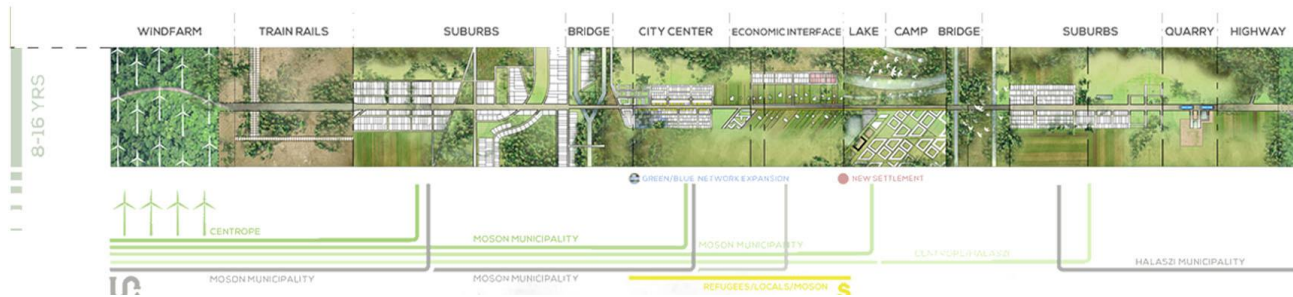 WINDFARM
TRAIN RAILS
SUBURBS
BRIDGE
CITY CENTER
ECONOMIC INTERFACE
LAKE
CAMP
BRIDGE
SUBURBS
QUARRY
HIGHWAY
8-16 YRS
GREEN/BLUE NETWORK EXPANSION
NEW SETTLEMENT
CENTROPE
MOSON MUNICIPALITY
MOSON MUNICIPALITY
HALASZI MUNICIPALITY
MOSON MUNICIPALITY
MOSON MUNICIPALITY
REFUGEES/LOCALS/MOSON